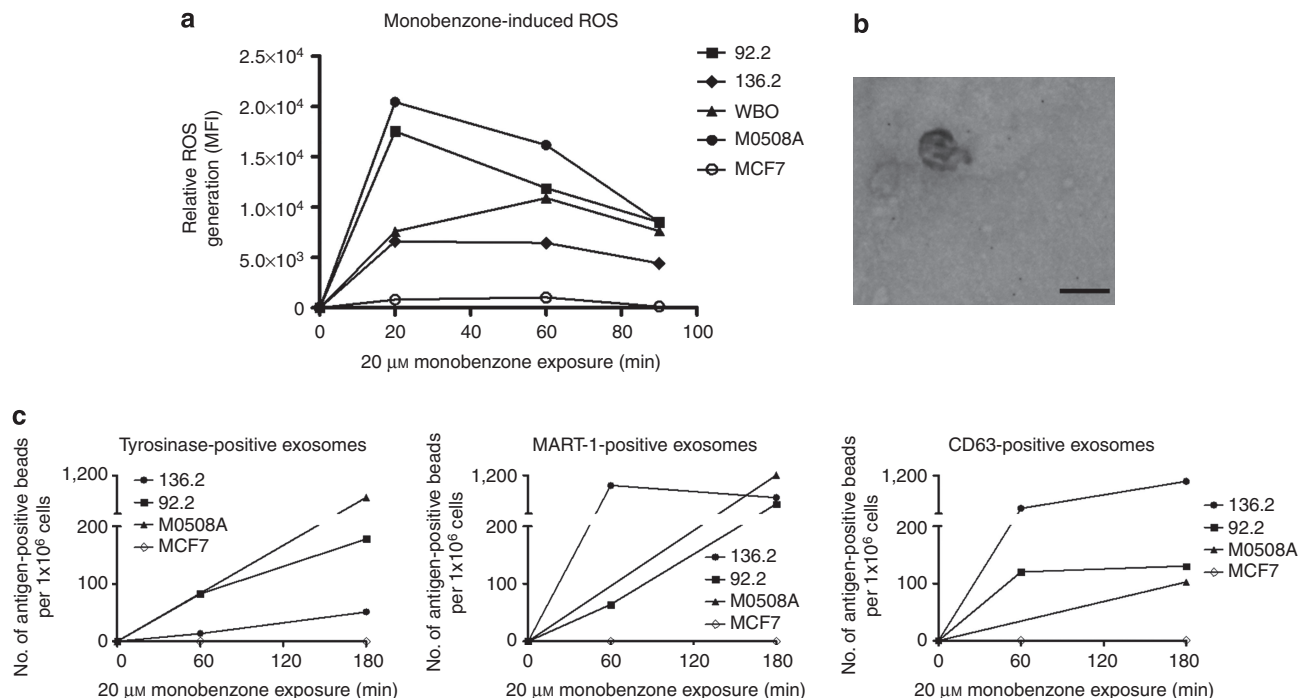 a
Monobenzone-induced ROS
Relative ROS
generation (MFI)
2.5×10⁴
2.0×10⁴
1.5×10⁴
1.0×10⁴
5.0×10³
0
0 20 40 60 80 100
20 μM monobenzone exposure (min)
92.2
136.2
WBO
M0508A
MCF7
b
c
Tyrosinase-positive exosomes
No. of antigen-positive beads
per 1x10⁶ cells
1,200
200
100
0
0 60 120 180
20 μM monobenzone exposure (min)
136.2
92.2
M0508A
MCF7
MART-1-positive exosomes
No. of antigen-positive beads
per 1x10⁶ cells
1,200
200
100
0
0 60 120 180
20 μM monobenzone exposure (min)
136.2
92.2
M0508A
MCF7
CD63-positive exosomes
No. of antigen-positive beads
per 1x10⁶ cells
1,200
200
100
0
0 60 120 180
20 μM monobenzone exposure (min)
136.2
92.2
M0508A
MCF7